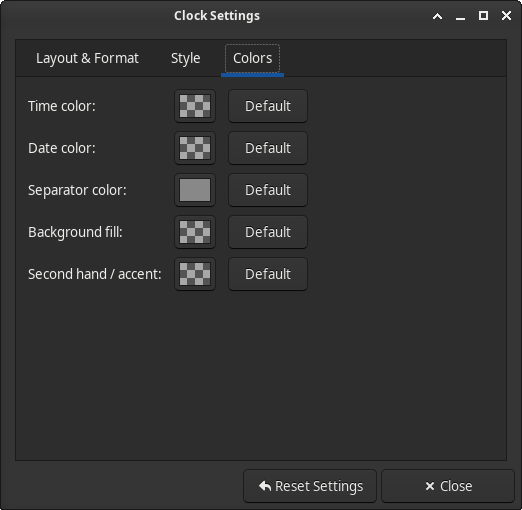 Clock Settings
Layout & Format Style Colors
Time color: Default
Date color: Default
Separator color: Default
Background fill: Default
Second hand / accent: Default
Reset Settings Close